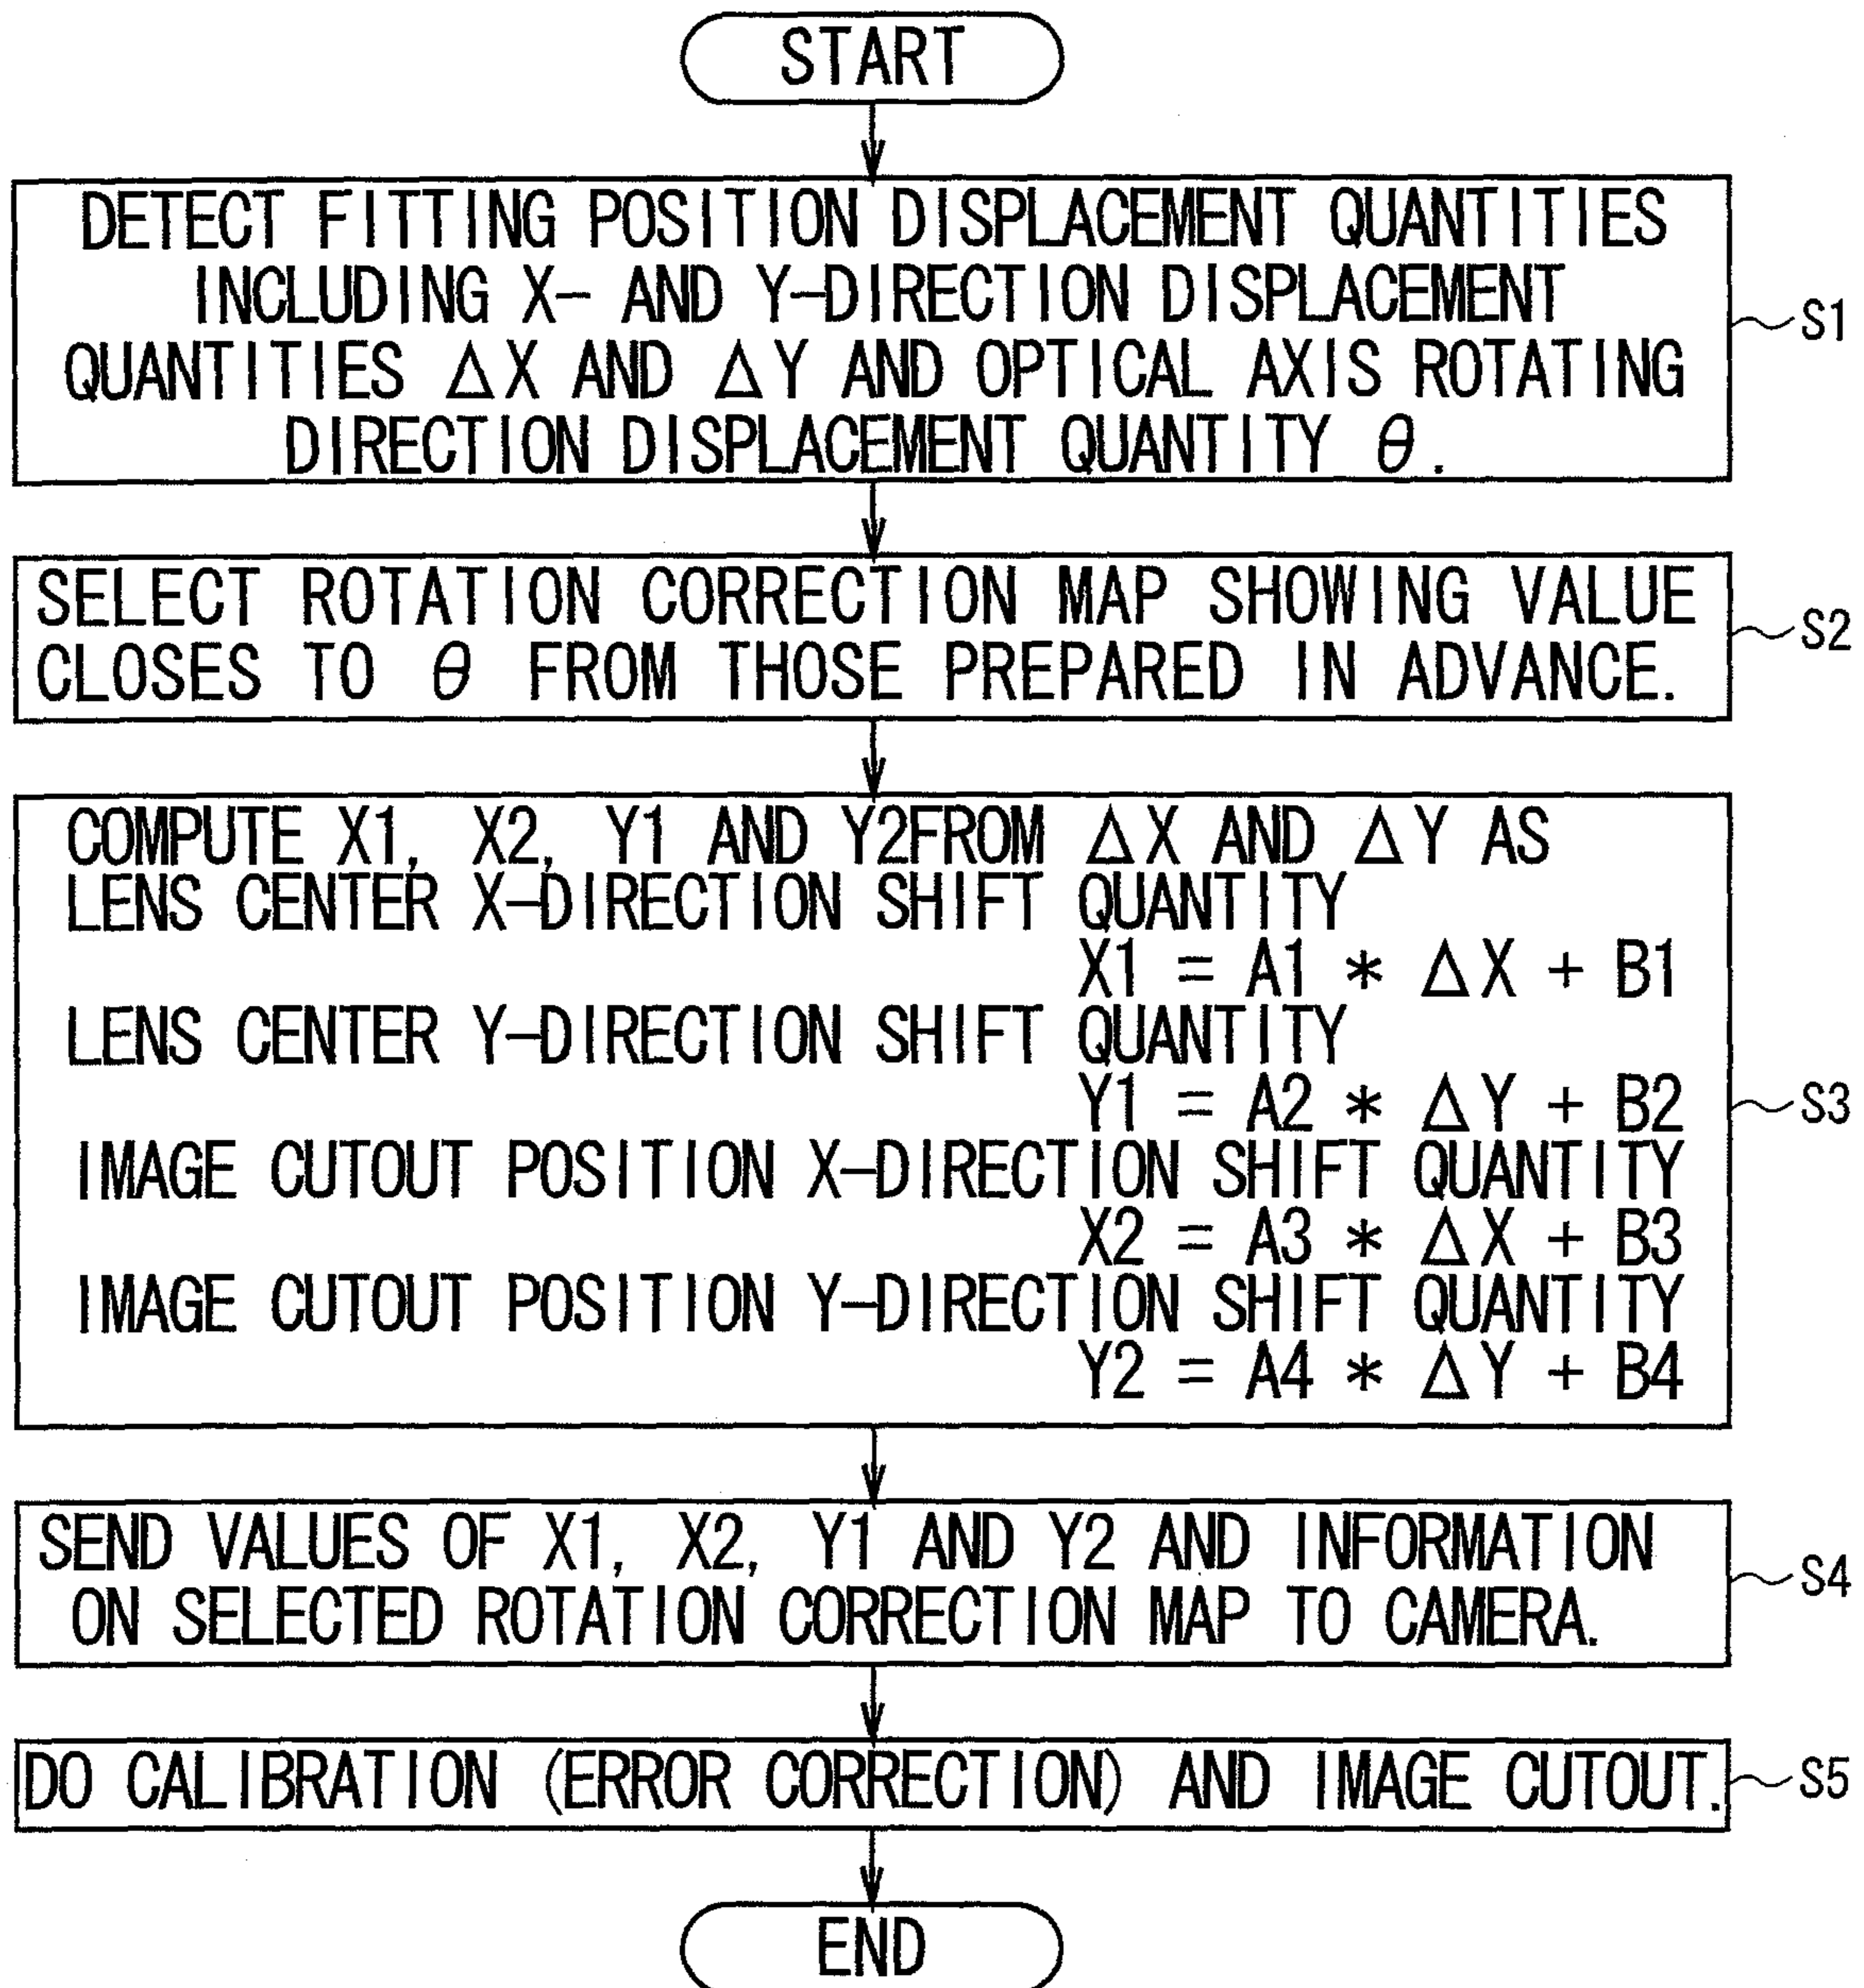 START
DETECT FITTING POSITION DISPLACEMENT QUANTITIES
INCLUDING X- AND Y-DIRECTION DISPLACEMENT
QUANTITIES ΔX AND ΔY AND OPTICAL AXIS ROTATING
DIRECTION DISPLACEMENT QUANTITY θ.
S1
SELECT ROTATION CORRECTION MAP SHOWING VALUE
CLOSES TO θ FROM THOSE PREPARED IN ADVANCE.
S2
COMPUTE X1, X2, Y1 AND Y2FROM ΔX AND ΔY AS
LENS CENTER X-DIRECTION SHIFT QUANTITY
X1 = A1 * ΔX + B1
LENS CENTER Y-DIRECTION SHIFT QUANTITY
Y1 = A2 * ΔY + B2
IMAGE CUTOUT POSITION X-DIRECTION SHIFT QUANTITY
X2 = A3 * ΔX + B3
IMAGE CUTOUT POSITION Y-DIRECTION SHIFT QUANTITY
Y2 = A4 * ΔY + B4
S3
SEND VALUES OF X1, X2, Y1 AND Y2 AND INFORMATION
ON SELECTED ROTATION CORRECTION MAP TO CAMERA.
S4
DO CALIBRATION (ERROR CORRECTION) AND IMAGE CUTOUT.
S5
END